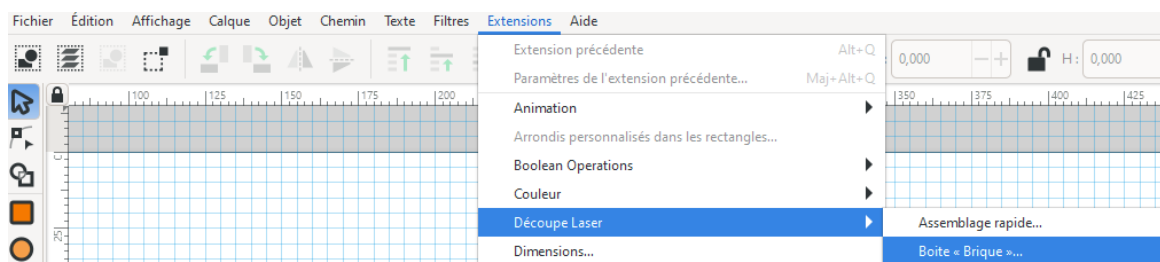 Fichier Édition Affichage Calque Objet Chemin Texte Filtres Extensions Aide
Extension précédente Alt+Q
Paramètres de l'extension précédente... Maj+Alt+Q
Animation
Arrondis personnalisés dans les rectangles...
Boolean Operations
Couleur
Découpe Laser
Dimensions...
Assemblage rapide...
Boite « Brique »...
: 0,000 − + H : 0,000
100 125 150 175 200 350 375 400 425
0
25